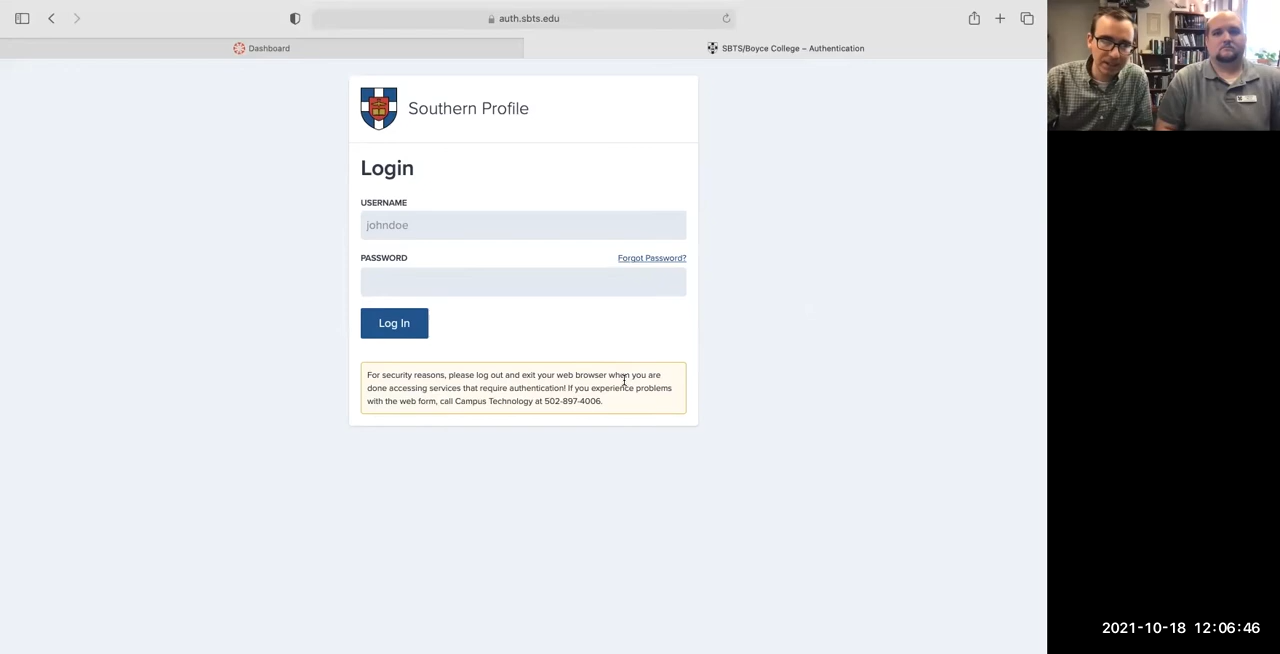 auth.sbts.edu
Dashboard
SBTS/Boyce College – Authentication
Southern Profile
Login
USERNAME
johndoe
PASSWORD
Forgot Password?
Log In
For security reasons, please log out and exit your web browser when you are
done accessing services that require authentication! If you experience problems
with the web form, call Campus Technology at 502-897-4006.
2021-10-18 12:06:46